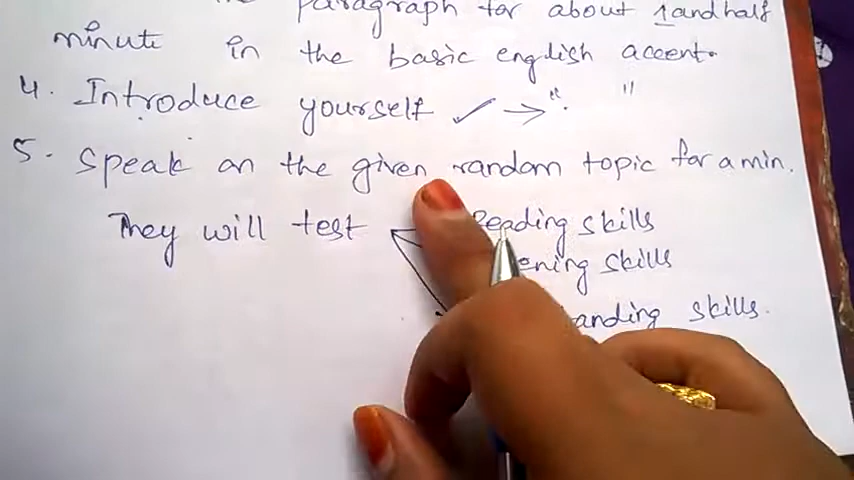 Paragraph for about 1 and half
minute in the basic english accent.
4. Introduce yourself ✓ → " "
5. Speak on the given random topic for a min.
They will test Reading skills
skills
skills.